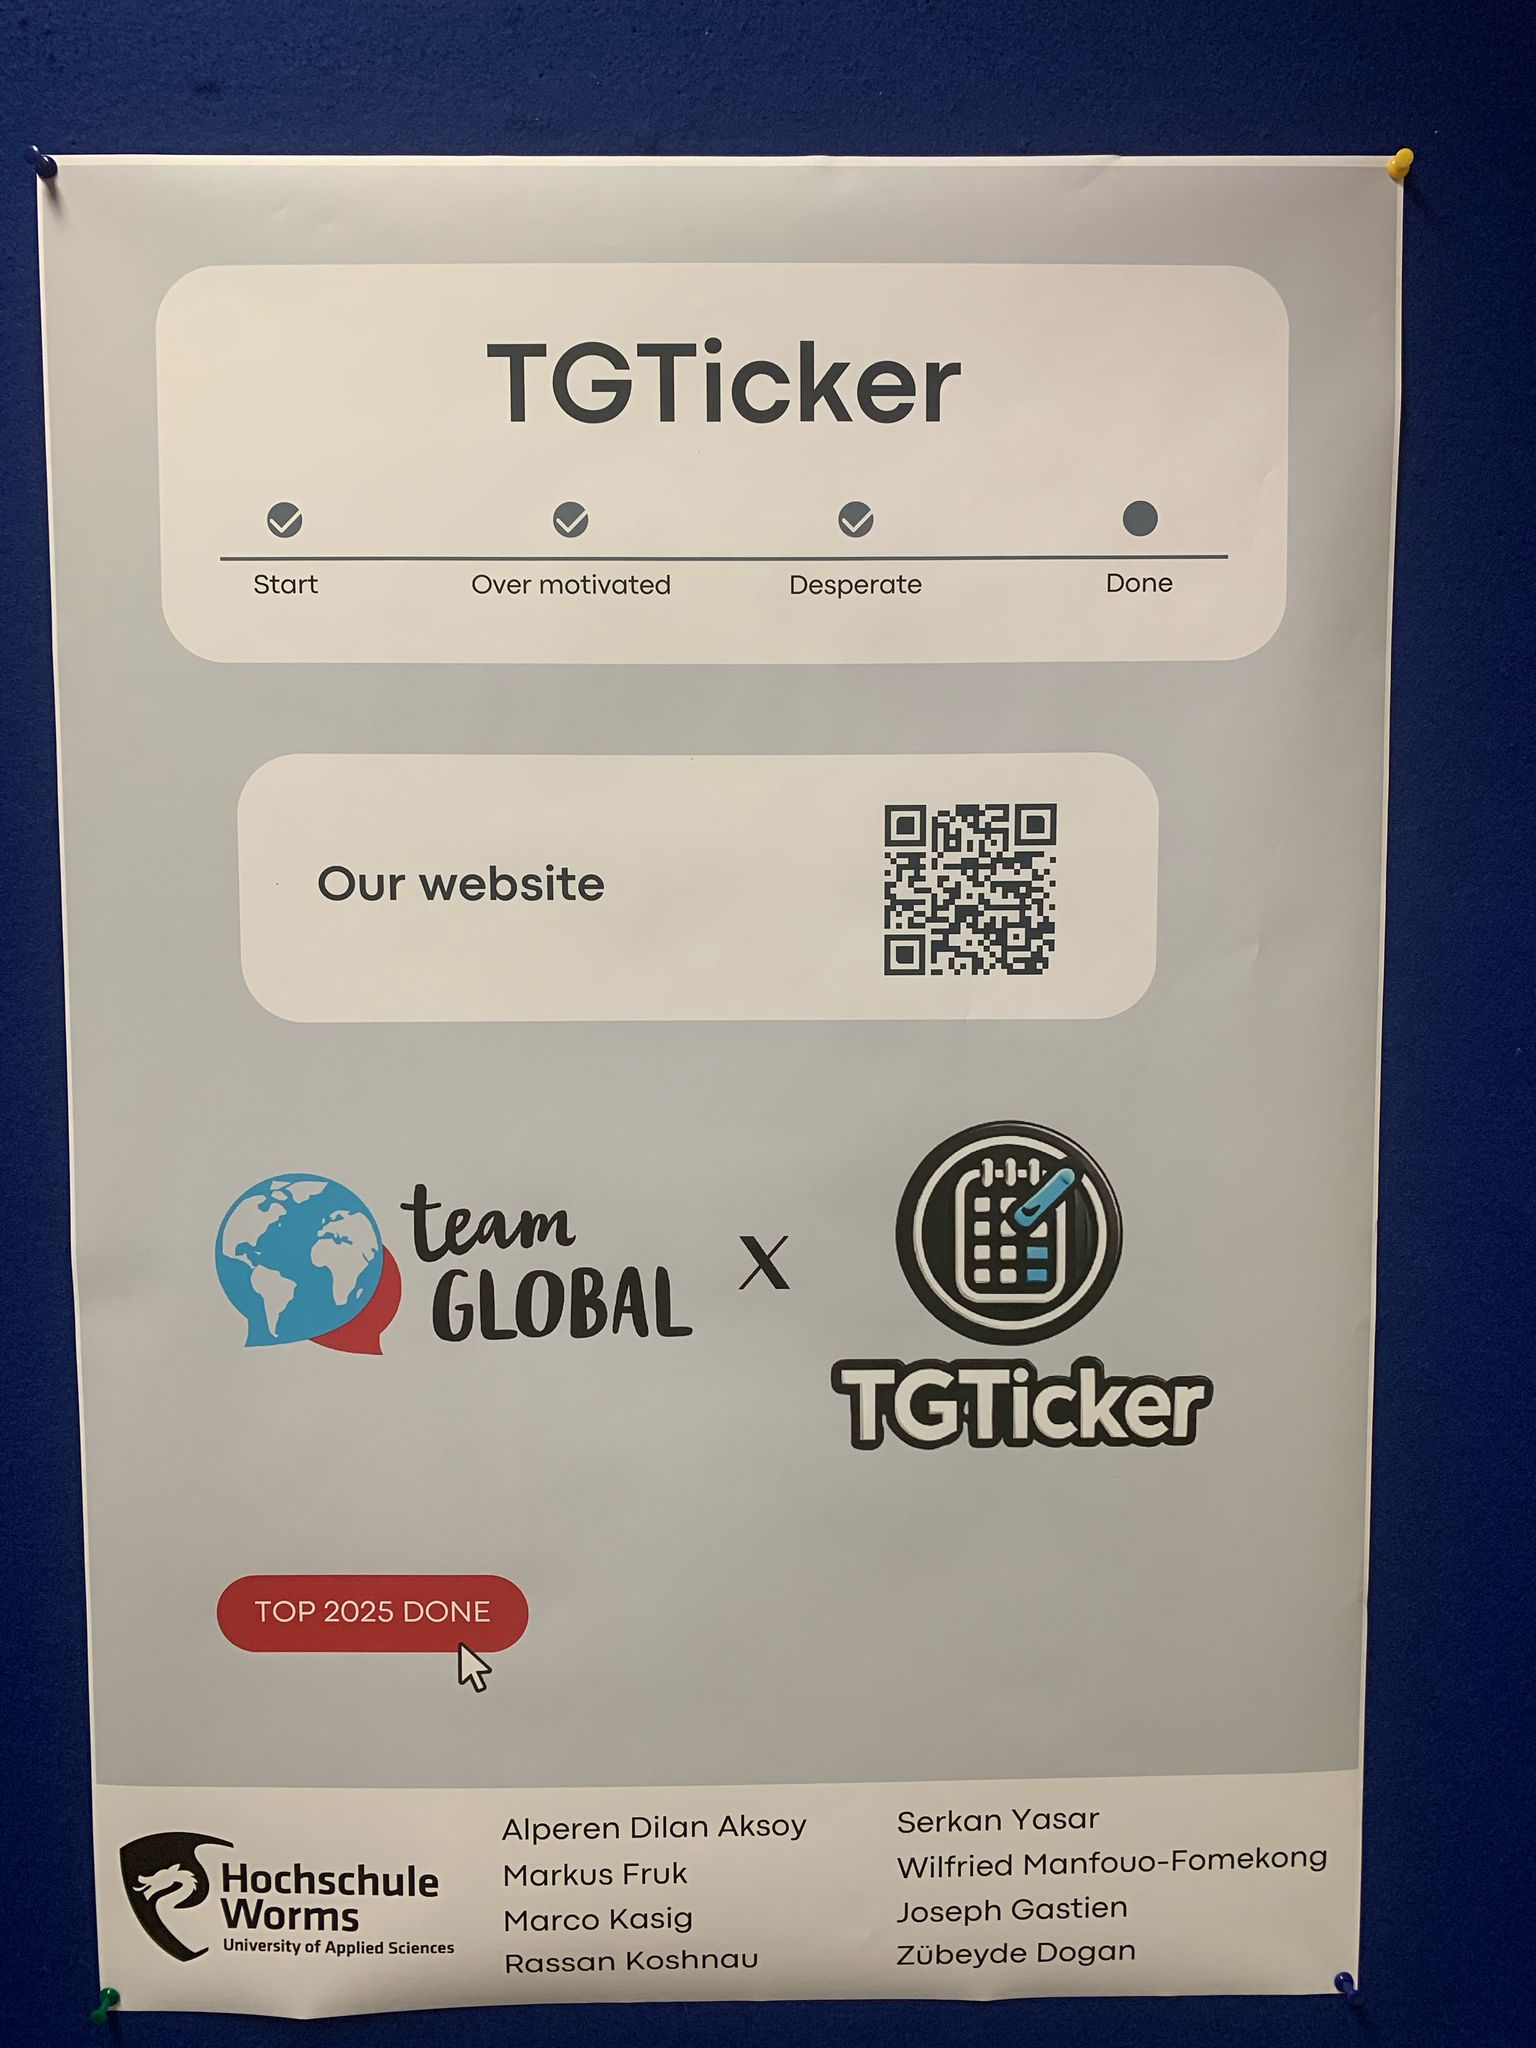 TGTicker
Start
Over motivated
Desperate
Done
Our website
team
GLOBAL
X
TGTicker
TOP 2025 DONE
Hochschule
Worms
University of Applied Sciences
Alperen Dilan Aksoy
Markus Fruk
Marco Kasig
Rassan Koshnau
Serkan Yasar
Wilfried Manfouo-Fomekong
Joseph Gastien
Zübeyde Dogan